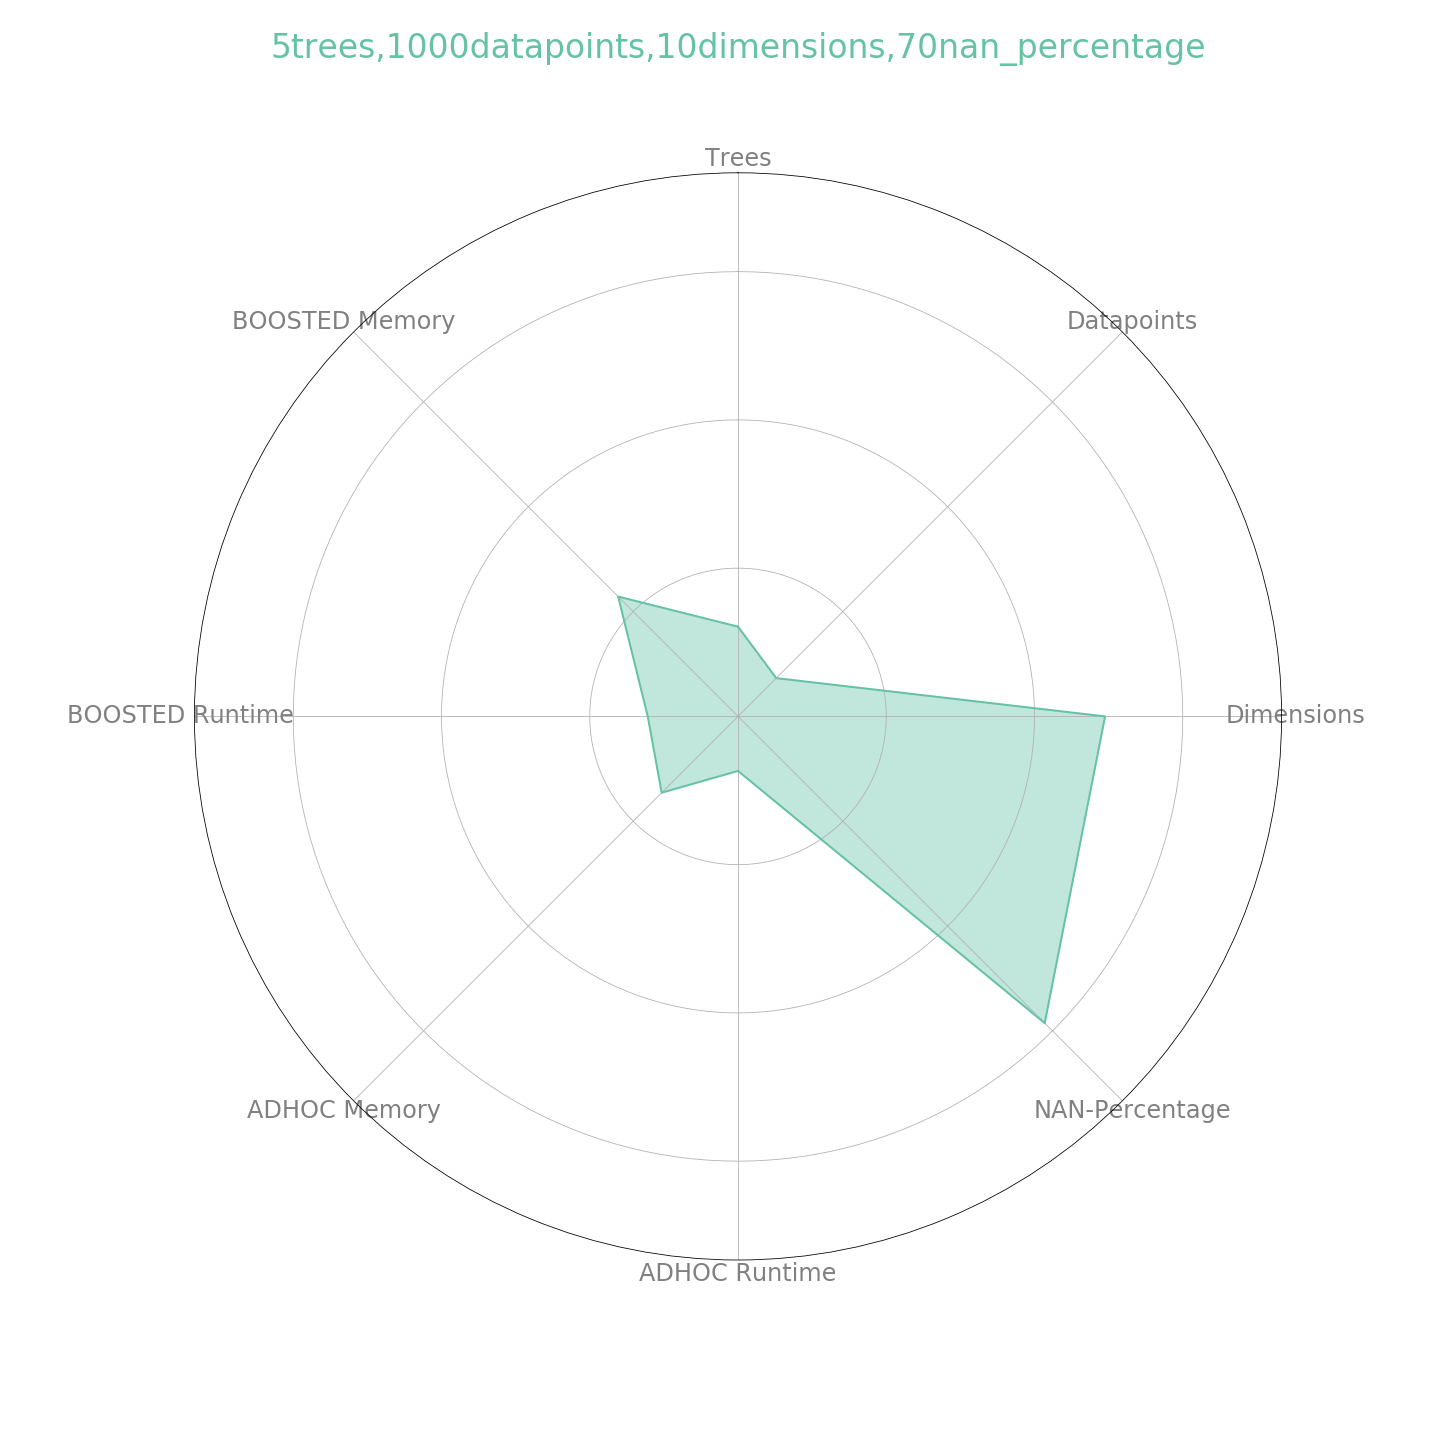 5trees,1000datapoints,10dimensions,70nan_percentage
Trees
BOOSTED Memory
Datapoints
BOOSTED Runtime
Dimensions
ADHOC Memory
NAN-Percentage
ADHOC Runtime